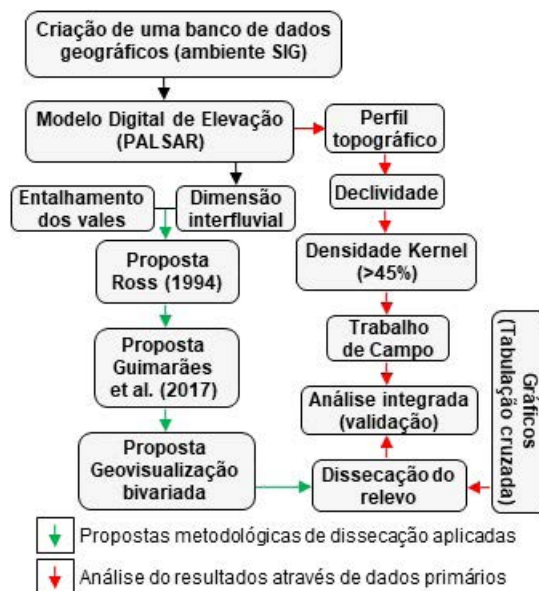 Criação de uma banco de dados
geográficos (ambiente SIG)
Modelo Digital de Elevação
(PALSAR)
Perfil
topográfico
Entalhamento
dos vales
Dimensão
interfluvial
Declividade
Proposta
Ross (1994)
Densidade Kernel
(>45%)
Proposta
Guimarães
et al. (2017)
Trabalho
de Campo
Gráficos
(Tabulação cruzada)
Análise integrada
(validação)
Proposta
Geovisualização
bivariada
Dissecação do
relevo
Propostas metodológicas de dissecação aplicadas
Análise do resultados através de dados primários